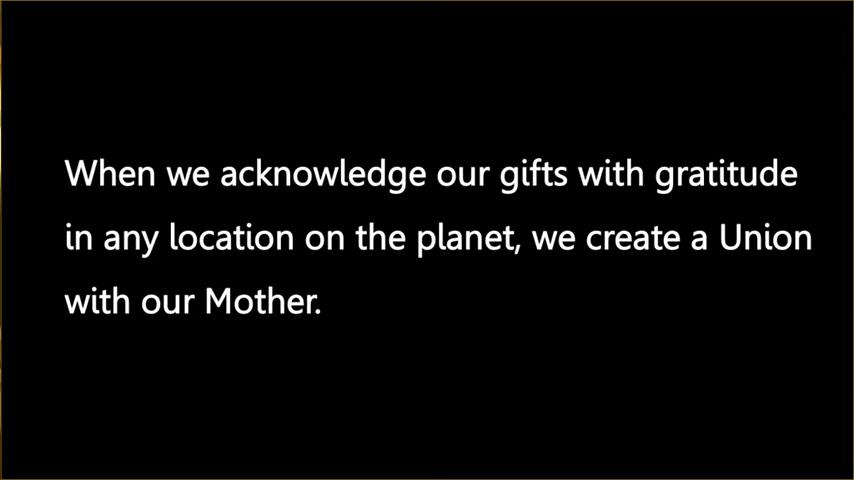 When we acknowledge our gifts with gratitude
in any location on the planet, we create a Union
with our Mother.